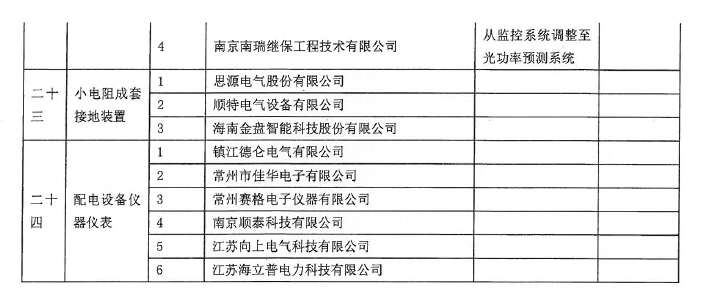 4 南京南瑞继保工程技术有限公司 从监控系统调整至
光功率预测系统
二十三 小电阻成套接地装置 1 思源电气股份有限公司
2 顺特电气设备有限公司
3 海南金盘智能科技股份有限公司
二十四 配电设备仪器仪表 1 镇江德仑电气有限公司
2 常州市佳华电子有限公司
3 常州赛格电子仪器有限公司
4 南京顺泰科技有限公司
5 江苏向上电气科技有限公司
6 江苏海立普电力科技有限公司